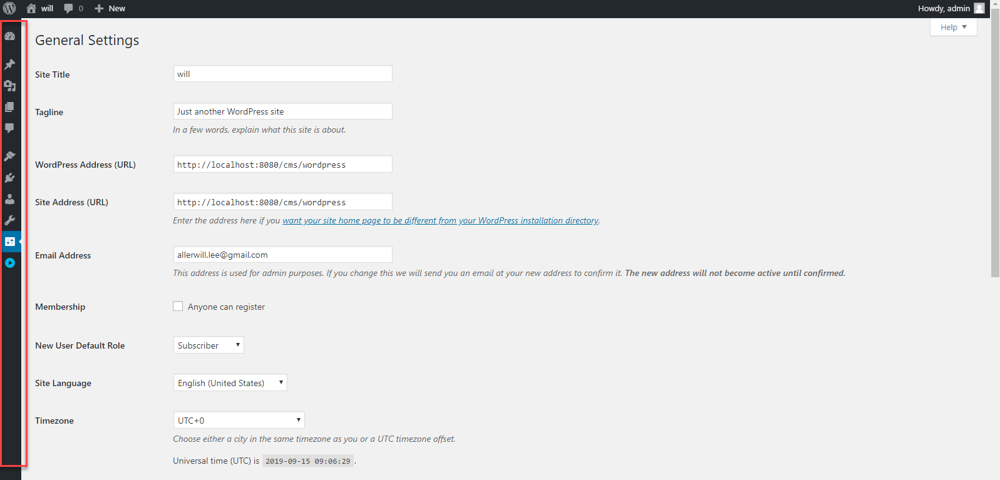 will 0 New Howdy, admin
Help
General Settings
Site Title will
Tagline Just another WordPress site
In a few words, explain what this site is about.
WordPress Address (URL) http://localhost:8080/cms/wordpress
Site Address (URL) http://localhost:8080/cms/wordpress
Enter the address here if you want your site home page to be different from your WordPress installation directory.
Email Address allerwill.lee@gmail.com
This address is used for admin purposes. If you change this we will send you an email at your new address to confirm it. The new address will not become active until confirmed.
Membership Anyone can register
New User Default Role Subscriber
Site Language English (United States)
Timezone UTC+0
Choose either a city in the same timezone as you or a UTC timezone offset.
Universal time (UTC) is 2019-09-15 09:06:29 .